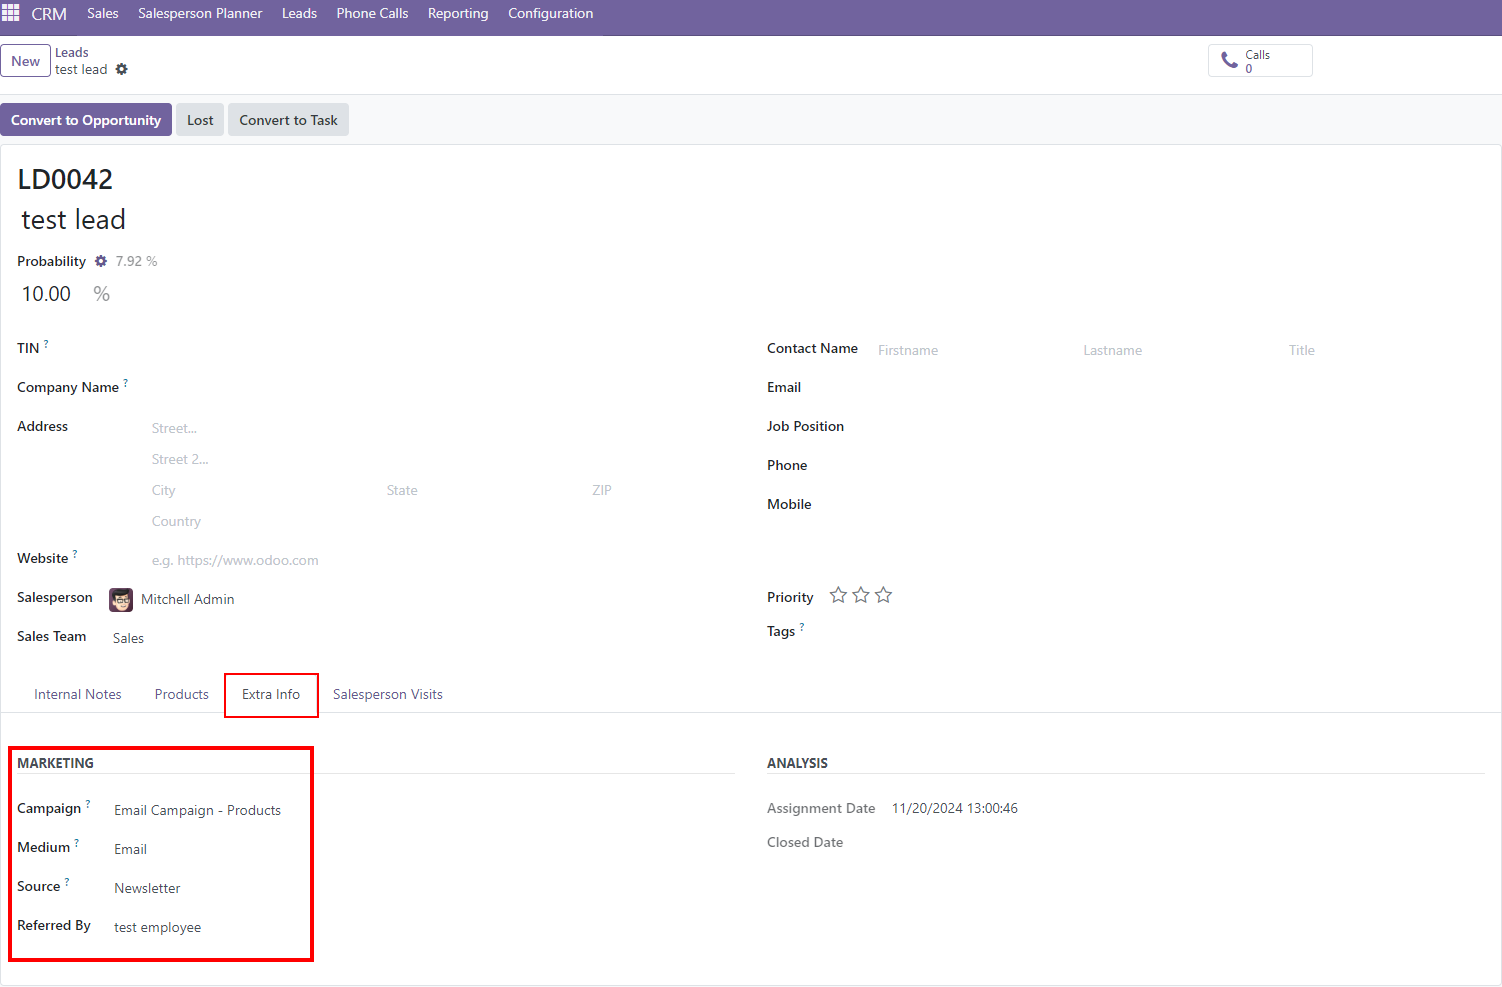 CRM Sales Salesperson Planner Leads Phone Calls Reporting Configuration
New
Leads
test lead
Calls
0
Convert to Opportunity Lost Convert to Task
LD0042
test lead
Probability 7.92 %
10.00 %
TIN ?
Company Name ?
Address Street...
Street 2...
City State ZIP
Country
Website ? e.g. https://www.odoo.com
Salesperson Mitchell Admin
Sales Team Sales
Contact Name Firstname Lastname Title
Email
Job Position
Phone
Mobile
Priority
Tags ?
Internal Notes Products Extra Info Salesperson Visits
MARKETING
Campaign ? Email Campaign - Products
Medium ? Email
Source ? Newsletter
Referred By test employee
ANALYSIS
Assignment Date 11/20/2024 13:00:46
Closed Date